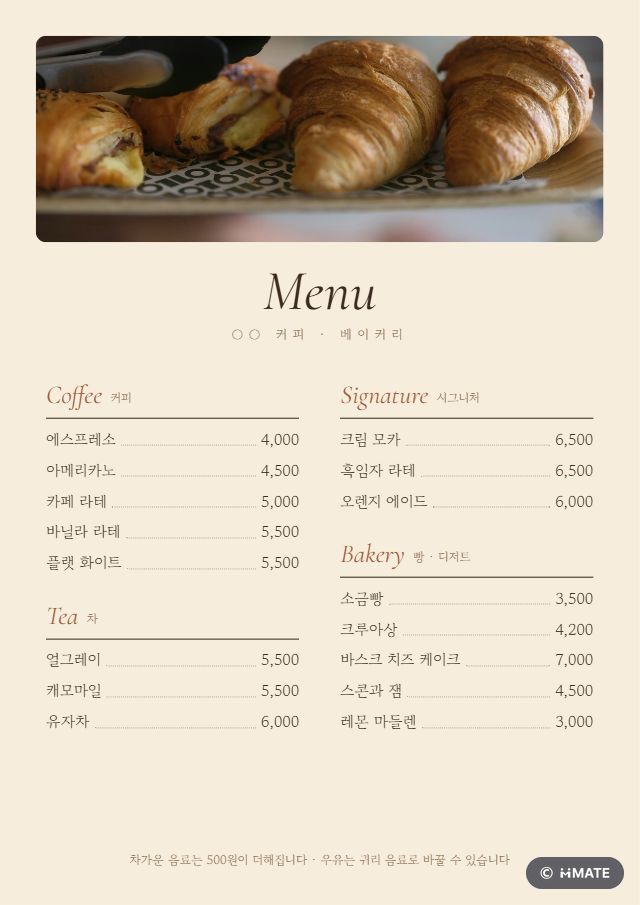 Menu
○○ 커피 · 베이커리
Coffee 커피
에스프레소 4,000
아메리카노 4,500
카페 라테 5,000
바닐라 라테 5,500
플랫 화이트 5,500
Tea 차
얼그레이 5,500
캐모마일 5,500
유자차 6,000
Signature 시그니처
크림 모카 6,500
흑임자 라테 6,500
오렌지 에이드 6,000
Bakery 빵 · 디저트
소금빵 3,500
크루아상 4,200
바스크 치즈 케이크 7,000
스콘과 잼 4,500
레몬 마들렌 3,000
차가운 음료는 500원이 더해집니다 · 우유는 귀리 음료로 바꿀 수 있습니다
© MMATE